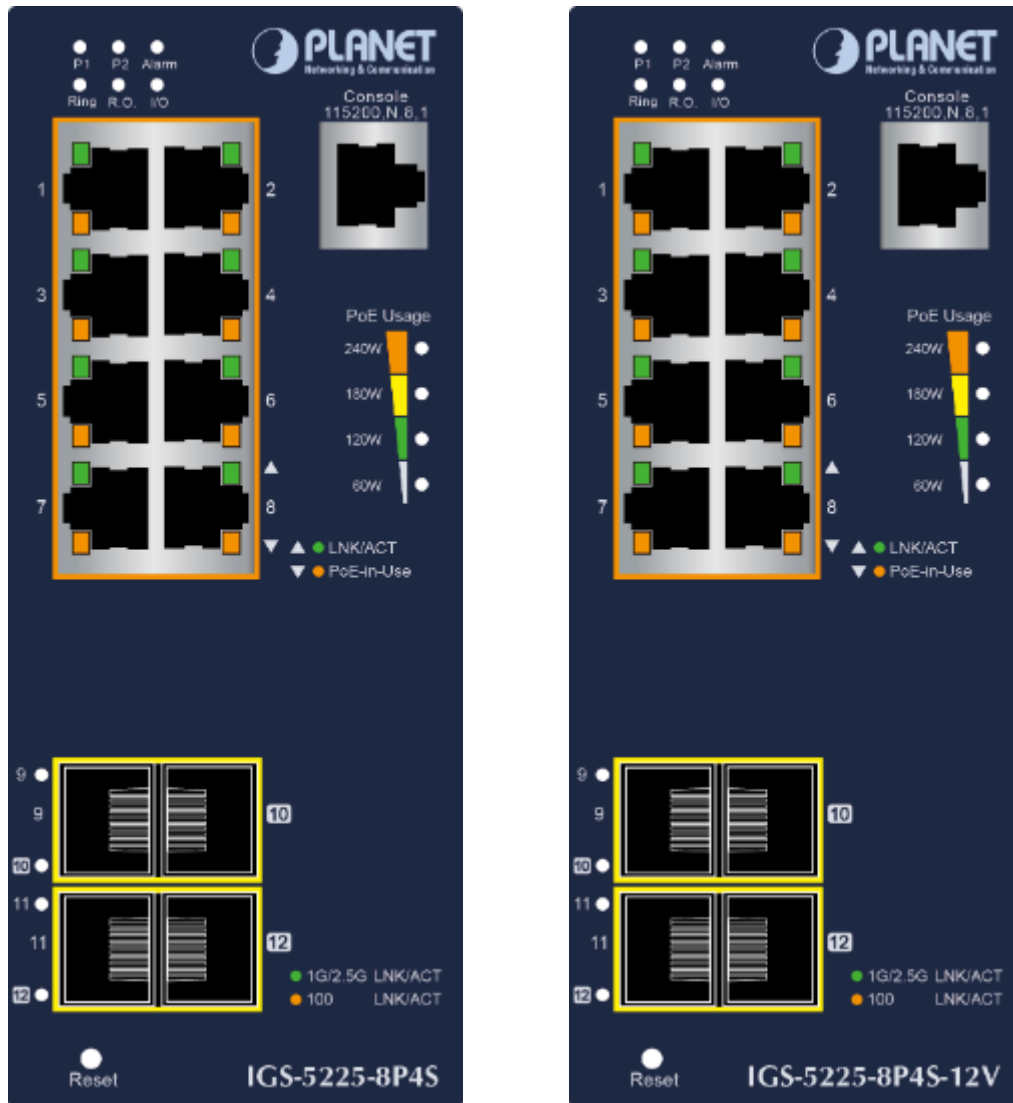 PLANET
Networking & Communication
P1 P2 Alarm
Ring R.O. I/O
Console
115200,N,8,1
1 2
3 4
5 6
7 8
PoE Usage
240W
180W
120W
60W
▲ LNK/ACT
▼ PoE-in-Use
9
9 10
10
11
11 12
12
1G/2.5G LNK/ACT
100 LNK/ACT
Reset
IGS-5225-8P4S
PLANET
Networking & Communication
P1 P2 Alarm
Ring R.O. I/O
Console
115200,N,8,1
1 2
3 4
5 6
7 8
PoE Usage
240W
180W
120W
60W
▲ LNK/ACT
▼ PoE-in-Use
9
9 10
10
11
11 12
12
1G/2.5G LNK/ACT
100 LNK/ACT
Reset
IGS-5225-8P4S-12V